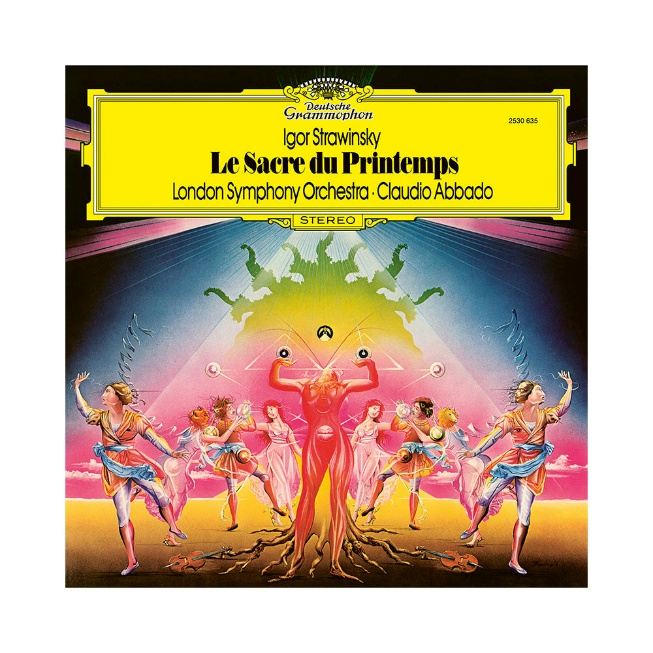 Deutsche
Grammophon
2530 635
Igor Strawinsky
Le Sacre du Printemps
London Symphony Orchestra · Claudio Abbado
STEREO